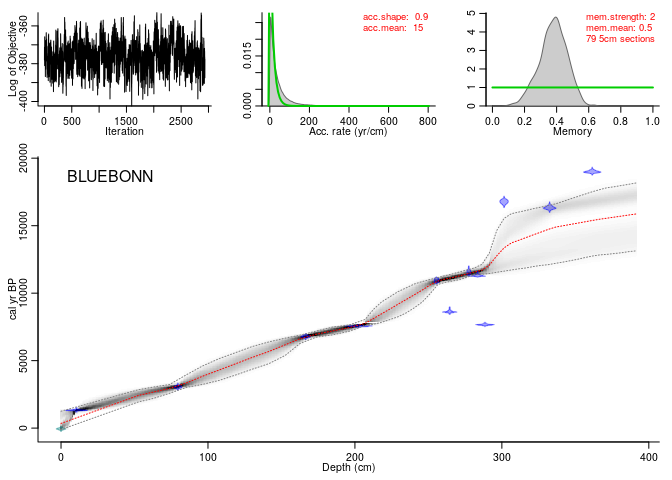 Log of Objective
-400 -380 -360
0 500 1500 2500
Iteration
0.000 0.015
acc.shape: 0.9
acc.mean: 15
0 200 400 600 800
Acc. rate (yr/cm)
0 1 2 3 4 5
mem.strength: 2
mem.mean: 0.5
79 5cm sections
0.0 0.2 0.4 0.6 0.8 1.0
Memory
BLUEBONN
cal yr BP
0 5000 10000 15000 20000
0 100 200 300 400
Depth (cm)